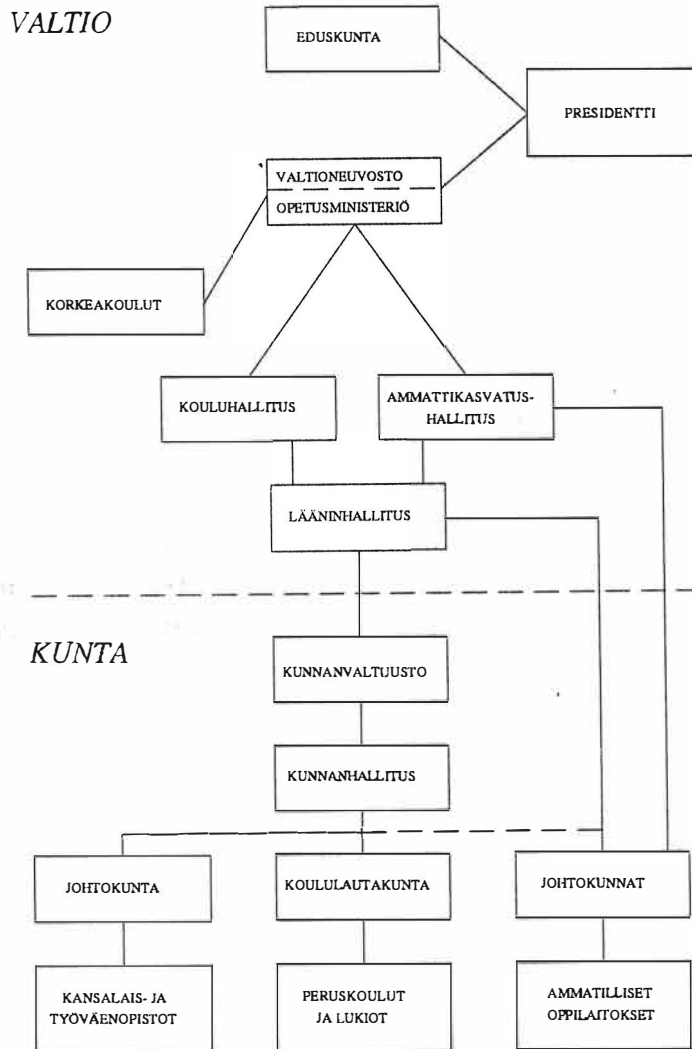 VALTIO
EDUSKUNTA
PRESIDENTTI
VALTIONEUVOSTO
OPETUSMINISTERIÖ
KORKEAKOULUT
KOULUHALLITUS
AMMATTIKASVATUS-
HALLITUS
LÄÄNINHALLITUS
KUNTA
KUNNANVALTUUSTO
KUNNANHALLITUS
JOHTOKUNTA
KOULULAUTAKUNTA
JOHTOKUNNAT
KANSALAIS- JA
TYÖVÄENOPISTOT
PERUSKOULUT
JA LUKIOT
AMMATILLISET
OPPILAITOKSET